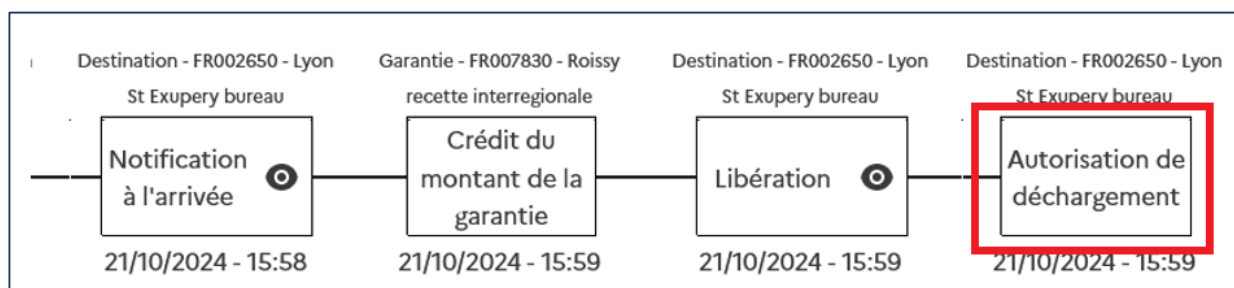 Destination - FR002650 - Lyon
St Exupery bureau
Notification
à l'arrivée
21/10/2024 - 15:58
Garantie - FR007830 - Roissy
recette interregionale
Crédit du
montant de la
garantie
21/10/2024 - 15:59
Destination - FR002650 - Lyon
St Exupery bureau
Libération
21/10/2024 - 15:59
Destination - FR002650 - Lyon
St Exupery bureau
Autorisation de
déchargement
21/10/2024 - 15:59